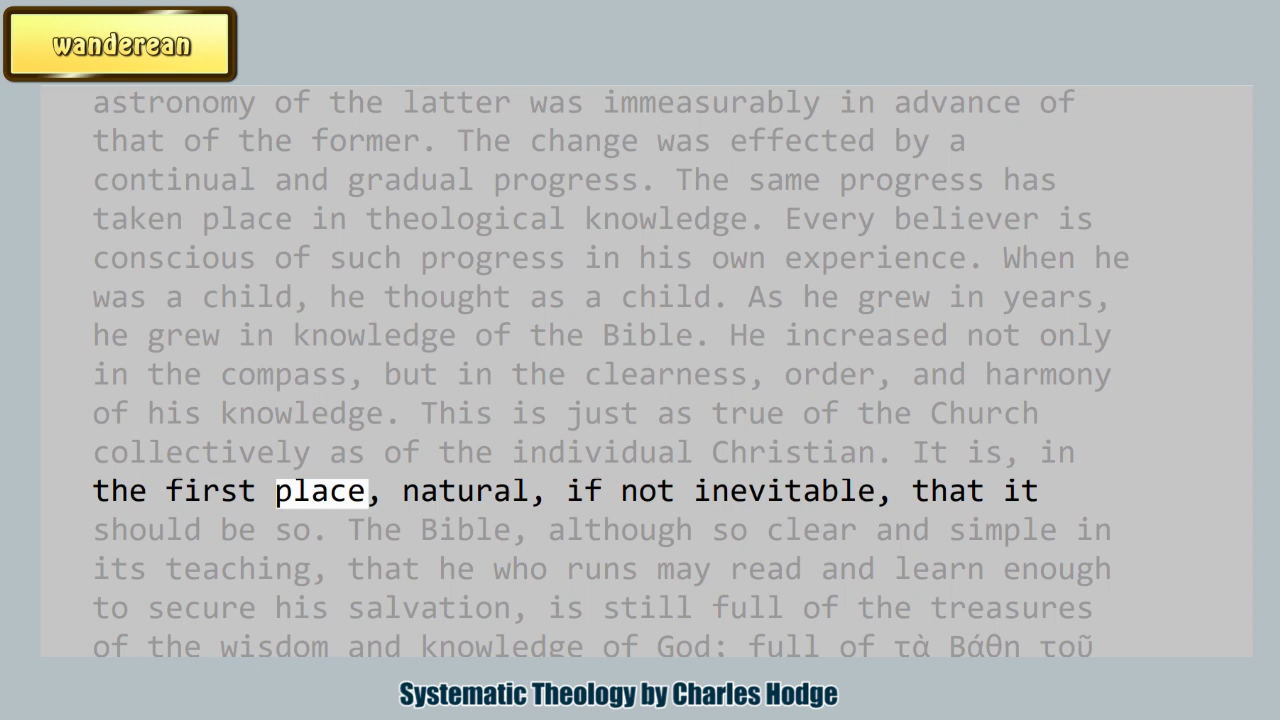 wanderean
astronomy of the latter was immeasurably in advance of
that of the former. The change was effected by a
continual and gradual progress. The same progress has
taken place in theological knowledge. Every believer is
conscious of such progress in his own experience. When he
was a child, he thought as a child. As he grew in years,
he grew in knowledge of the Bible. He increased not only
in the compass, but in the clearness, order, and harmony
of his knowledge. This is just as true of the Church
collectively as of the individual Christian. It is, in
the first place, natural, if not inevitable, that it
should be so. The Bible, although so clear and simple in
its teaching, that he who runs may read and learn enough
to secure his salvation, is still full of the treasures
of the wisdom and knowledge of God; full of τὰ Βάθη τοῦ
Systematic Theology by Charles Hodge